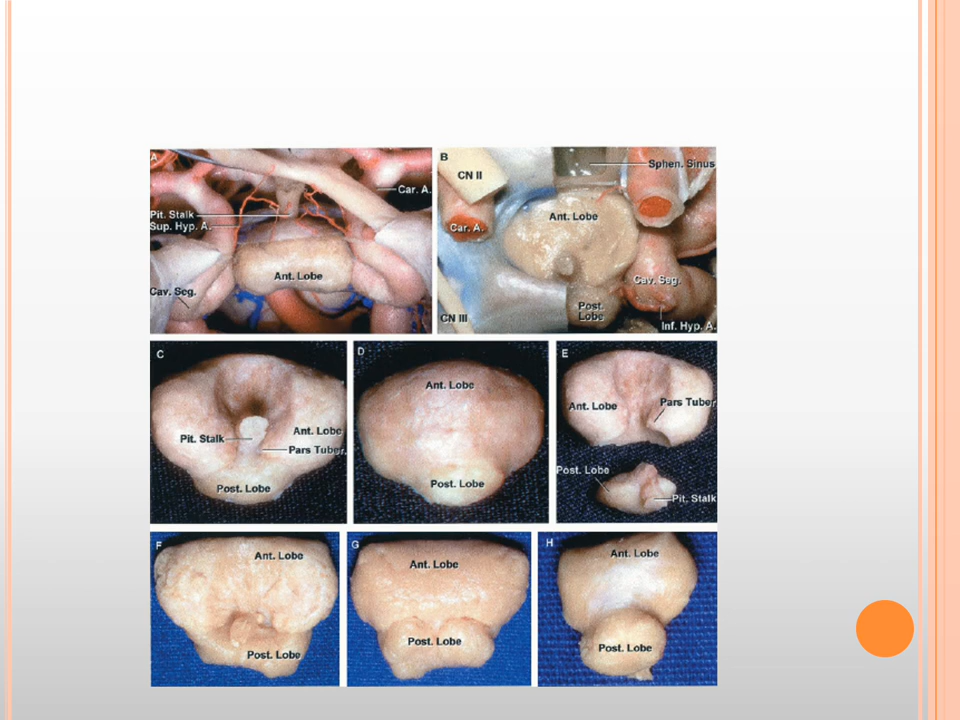 A
Car. A.
Pit. Stalk
Sup. Hyp. A.
Ant. Lobe
Cav. Seg.
B
CN II
Sphen. Sinus
Ant. Lobe
Car. A.
Cav. Seg.
Post.
Lobe
CN III
Inf. Hyp. A.
C
Ant. Lobe
Pit. Stalk
Pars Tuber.
Post. Lobe
D
Ant. Lobe
Post. Lobe
E
Ant. Lobe
Pars Tuber.
Post. Lobe
Pit. Stalk
F
Ant. Lobe
Post. Lobe
G
Ant. Lobe
Post. Lobe
H
Ant. Lobe
Post. Lobe